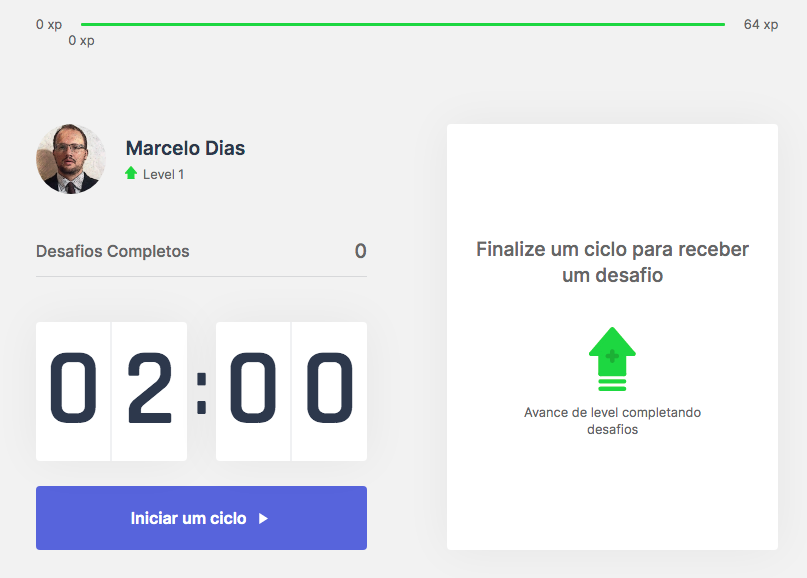 0 xp
64 xp
0 xp
Marcelo Dias
Level 1
Desafios Completos 0
02:00
Iniciar um ciclo
Finalize um ciclo para receber
um desafio
Avance de level completando
desafios